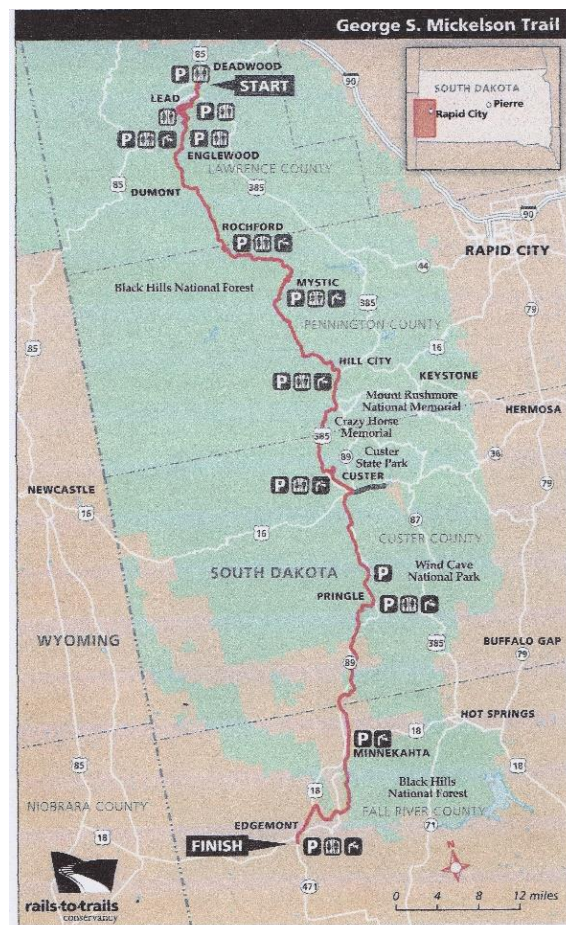 George S. Mickelson Trail
85
P
DEADWOOD
START
90
SOUTH DAKOTA
Pierre
Rapid City
LEAD
P
P
P
ENGLEWOOD
LAWRENCE COUNTY
85
DUMONT
385
90
ROCHFORD
P
RAPID CITY
44
MYSTIC
Black Hills National Forest
P
385
79
PENNINGTON COUNTY
85
16
HILL CITY
KEYSTONE
P
Mount Rushmore
National Memorial
HERMOSA
Crazy Horse
Memorial
385
89
Custer
State Park
36
CUSTER
P
79
NEWCASTLE
16
16
87
CUSTER COUNTY
SOUTH DAKOTA
P
Wind Cave
National Park
PRINGLE
P
WYOMING
385
BUFFALO GAP
79
89
HOT SPRINGS
18
P
MINNEKAHTA
85
18
18
Black Hills
National Forest
NIOBRARA COUNTY
FALL RIVER COUNTY
EDGEMONT
71
18
FINISH
P
N
471
rails·to·trails
conservancy
0 4 8 12 miles